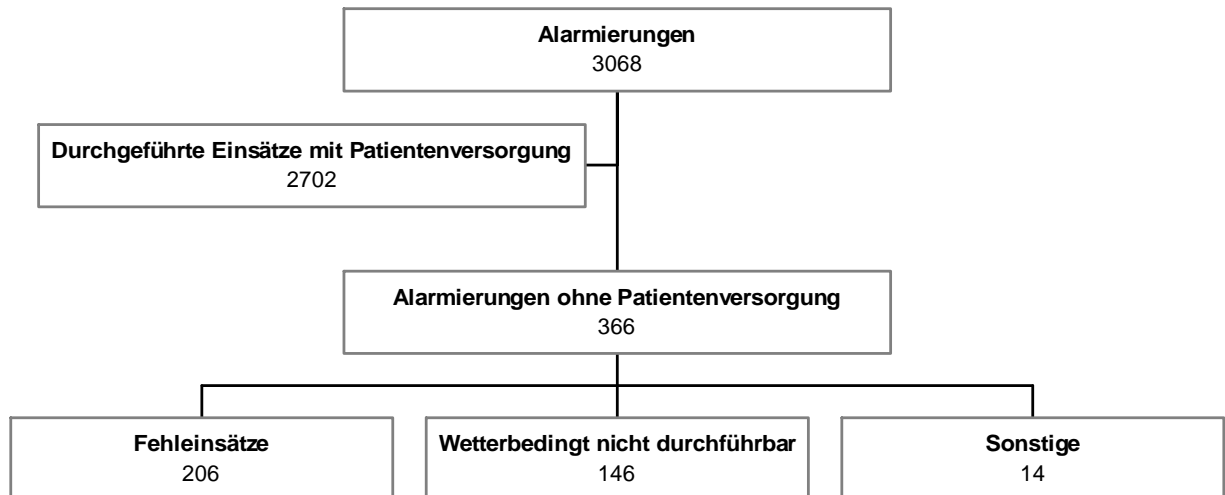 Alarmierungen
3068
Durchgeführte Einsätze mit Patientenversorgung
2702
Alarmierungen ohne Patientenversorgung
366
Fehleinsätze
206
Wetterbedingt nicht durchführbar
146
Sonstige
14